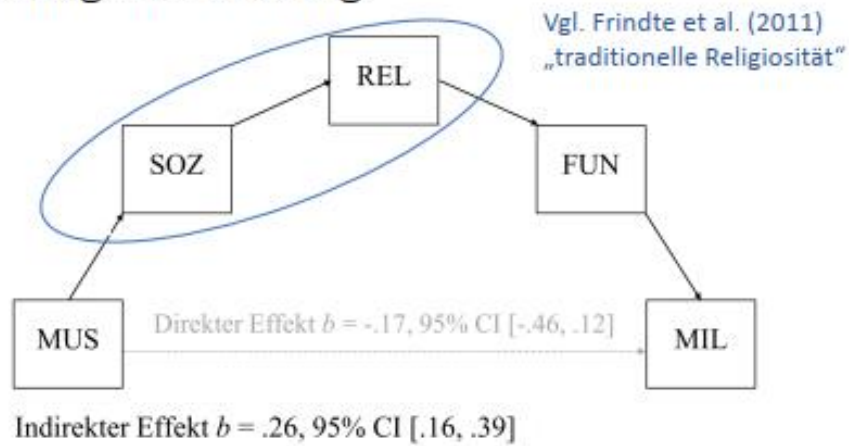 Vgl. Frindte et al. (2011)
„traditionelle Religiosität“
REL
SOZ
FUN
MUS
Direkter Effekt b = -.17, 95% CI [-.46, .12]
MIL
Indirekter Effekt b = .26, 95% CI [.16, .39]